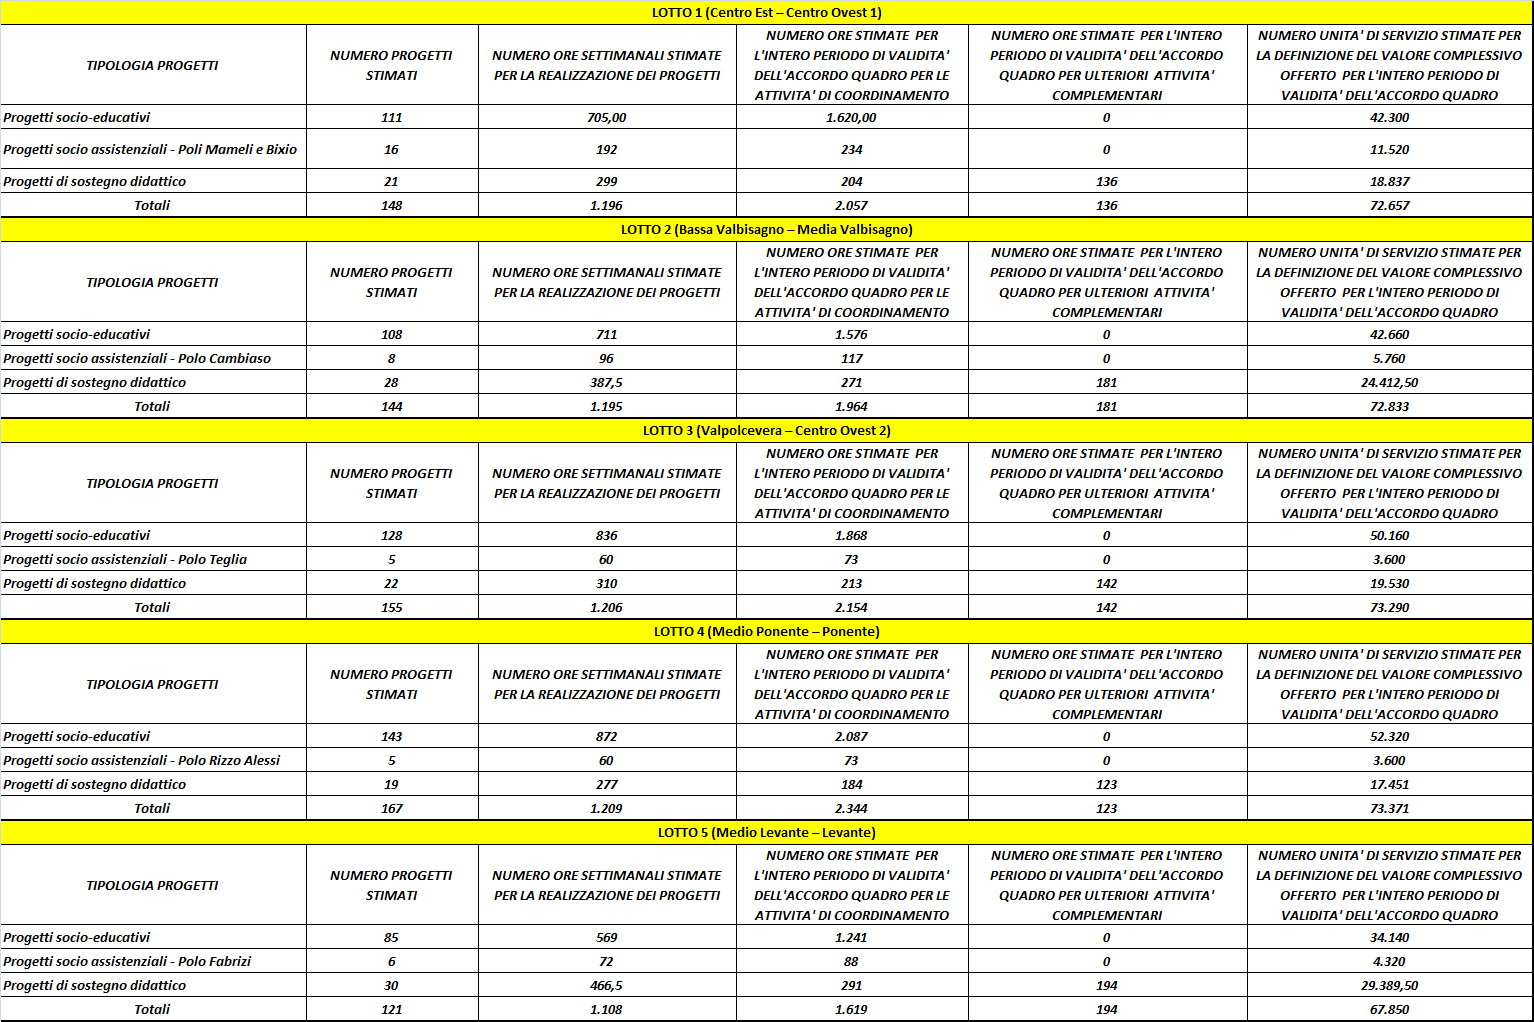 LOTTO 1 (Centro Est – Centro Ovest 1)
TIPOLOGIA PROGETTI
NUMERO PROGETTI
STIMATI
NUMERO ORE SETTIMANALI STIMATE
PER LA REALIZZAZIONE DEI PROGETTI
NUMERO ORE STIMATE PER
L'INTERO PERIODO DI VALIDITA'
DELL'ACCORDO QUADRO PER LE
ATTIVITA' DI COORDINAMENTO
NUMERO ORE STIMATE PER L'INTERO
PERIODO DI VALIDITA' DELL'ACCORDO
QUADRO PER ULTERIORI ATTIVITA'
COMPLEMENTARI
NUMERO UNITA' DI SERVIZIO STIMATE PER
LA DEFINIZIONE DEL VALORE COMPLESSIVO
OFFERTO PER L'INTERO PERIODO DI
VALIDITA' DELL'ACCORDO QUADRO
Progetti socio-educativi 111 705,00 1.620,00 0 42.300
Progetti socio assistenziali - Poli Mameli e Bixio 16 192 234 0 11.520
Progetti di sostegno didattico 21 299 204 136 18.837
Totali 148 1.196 2.057 136 72.657
LOTTO 2 (Bassa Valbisagno – Media Valbisagno)
TIPOLOGIA PROGETTI
NUMERO PROGETTI
STIMATI
NUMERO ORE SETTIMANALI STIMATE
PER LA REALIZZAZIONE DEI PROGETTI
NUMERO ORE STIMATE PER
L'INTERO PERIODO DI VALIDITA'
DELL'ACCORDO QUADRO PER LE
ATTIVITA' DI COORDINAMENTO
NUMERO ORE STIMATE PER L'INTERO
PERIODO DI VALIDITA' DELL'ACCORDO
QUADRO PER ULTERIORI ATTIVITA'
COMPLEMENTARI
NUMERO UNITA' DI SERVIZIO STIMATE PER
LA DEFINIZIONE DEL VALORE COMPLESSIVO
OFFERTO PER L'INTERO PERIODO DI
VALIDITA' DELL'ACCORDO QUADRO
Progetti socio-educativi 108 711 1.576 0 42.660
Progetti socio assistenziali - Polo Cambiaso 8 96 117 0 5.760
Progetti di sostegno didattico 28 387,5 271 181 24.412,50
Totali 144 1.195 1.964 181 72.833
LOTTO 3 (Valpolcevera – Centro Ovest 2)
TIPOLOGIA PROGETTI
NUMERO PROGETTI
STIMATI
NUMERO ORE SETTIMANALI STIMATE
PER LA REALIZZAZIONE DEI PROGETTI
NUMERO ORE STIMATE PER
L'INTERO PERIODO DI VALIDITA'
DELL'ACCORDO QUADRO PER LE
ATTIVITA' DI COORDINAMENTO
NUMERO ORE STIMATE PER L'INTERO
PERIODO DI VALIDITA' DELL'ACCORDO
QUADRO PER ULTERIORI ATTIVITA'
COMPLEMENTARI
NUMERO UNITA' DI SERVIZIO STIMATE PER
LA DEFINIZIONE DEL VALORE COMPLESSIVO
OFFERTO PER L'INTERO PERIODO DI
VALIDITA' DELL'ACCORDO QUADRO
Progetti socio-educativi 128 836 1.868 0 50.160
Progetti socio assistenziali - Polo Teglia 5 60 73 0 3.600
Progetti di sostegno didattico 22 310 213 142 19.530
Totali 155 1.206 2.154 142 73.290
LOTTO 4 (Medio Ponente – Ponente)
TIPOLOGIA PROGETTI
NUMERO PROGETTI
STIMATI
NUMERO ORE SETTIMANALI STIMATE
PER LA REALIZZAZIONE DEI PROGETTI
NUMERO ORE STIMATE PER
L'INTERO PERIODO DI VALIDITA'
DELL'ACCORDO QUADRO PER LE
ATTIVITA' DI COORDINAMENTO
NUMERO ORE STIMATE PER L'INTERO
PERIODO DI VALIDITA' DELL'ACCORDO
QUADRO PER ULTERIORI ATTIVITA'
COMPLEMENTARI
NUMERO UNITA' DI SERVIZIO STIMATE PER
LA DEFINIZIONE DEL VALORE COMPLESSIVO
OFFERTO PER L'INTERO PERIODO DI
VALIDITA' DELL'ACCORDO QUADRO
Progetti socio-educativi 143 872 2.087 0 52.320
Progetti socio assistenziali - Polo Rizzo Alessi 5 60 73 0 3.600
Progetti di sostegno didattico 19 277 184 123 17.451
Totali 167 1.209 2.344 123 73.371
LOTTO 5 (Medio Levante – Levante)
TIPOLOGIA PROGETTI
NUMERO PROGETTI
STIMATI
NUMERO ORE SETTIMANALI STIMATE
PER LA REALIZZAZIONE DEI PROGETTI
NUMERO ORE STIMATE PER
L'INTERO PERIODO DI VALIDITA'
DELL'ACCORDO QUADRO PER LE
ATTIVITA' DI COORDINAMENTO
NUMERO ORE STIMATE PER L'INTERO
PERIODO DI VALIDITA' DELL'ACCORDO
QUADRO PER ULTERIORI ATTIVITA'
COMPLEMENTARI
NUMERO UNITA' DI SERVIZIO STIMATE PER
LA DEFINIZIONE DEL VALORE COMPLESSIVO
OFFERTO PER L'INTERO PERIODO DI
VALIDITA' DELL'ACCORDO QUADRO
Progetti socio-educativi 85 569 1.241 0 34.140
Progetti socio assistenziali - Polo Fabrizi 6 72 88 0 4.320
Progetti di sostegno didattico 30 466,5 291 194 29.389,50
Totali 121 1.108 1.619 194 67.850